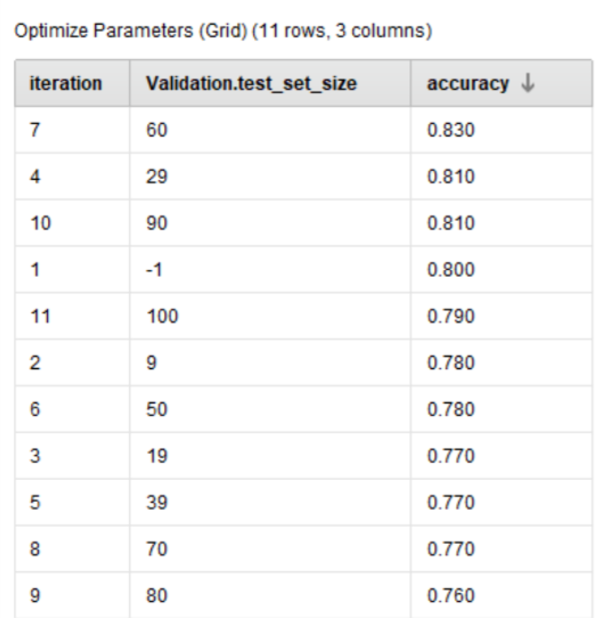 Optimize Parameters (Grid) (11 rows, 3 columns)
iteration Validation.test_set_size accuracy ↓
7 60 0.830
4 29 0.810
10 90 0.810
1 -1 0.800
11 100 0.790
2 9 0.780
6 50 0.780
3 19 0.770
5 39 0.770
8 70 0.770
9 80 0.760